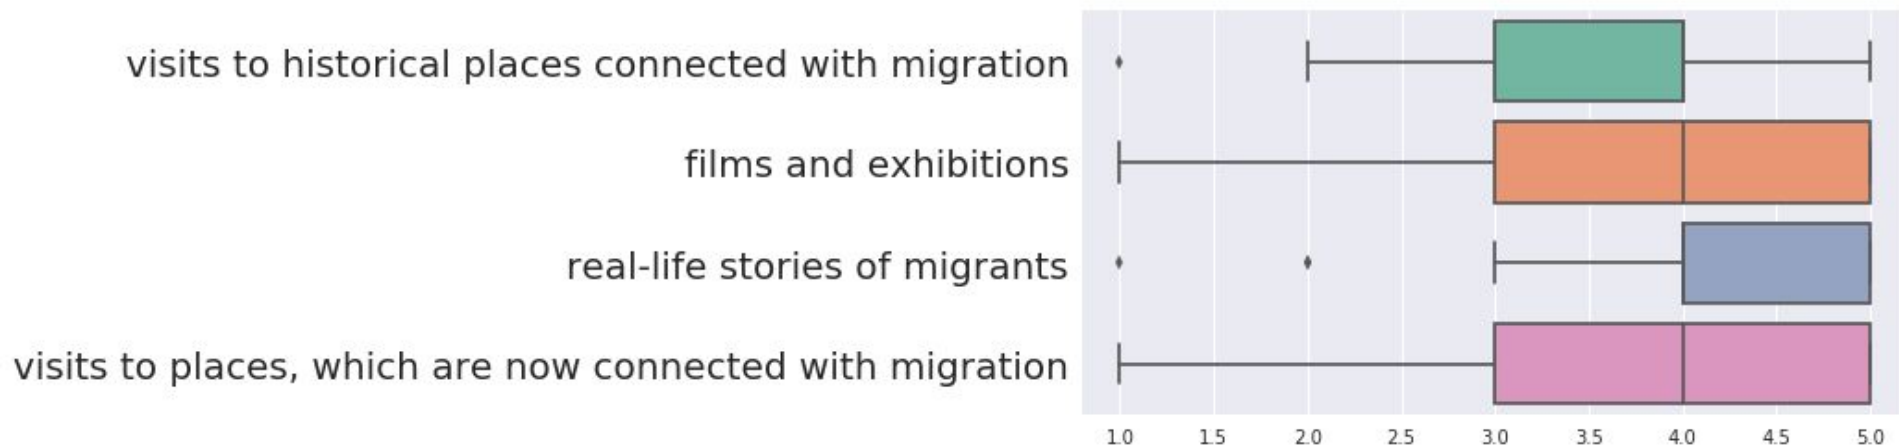 visits to historical places connected with migration
films and exhibitions
real-life stories of migrants
visits to places, which are now connected with migration
1.0 1.5 2.0 2.5 3.0 3.5 4.0 4.5 5.0